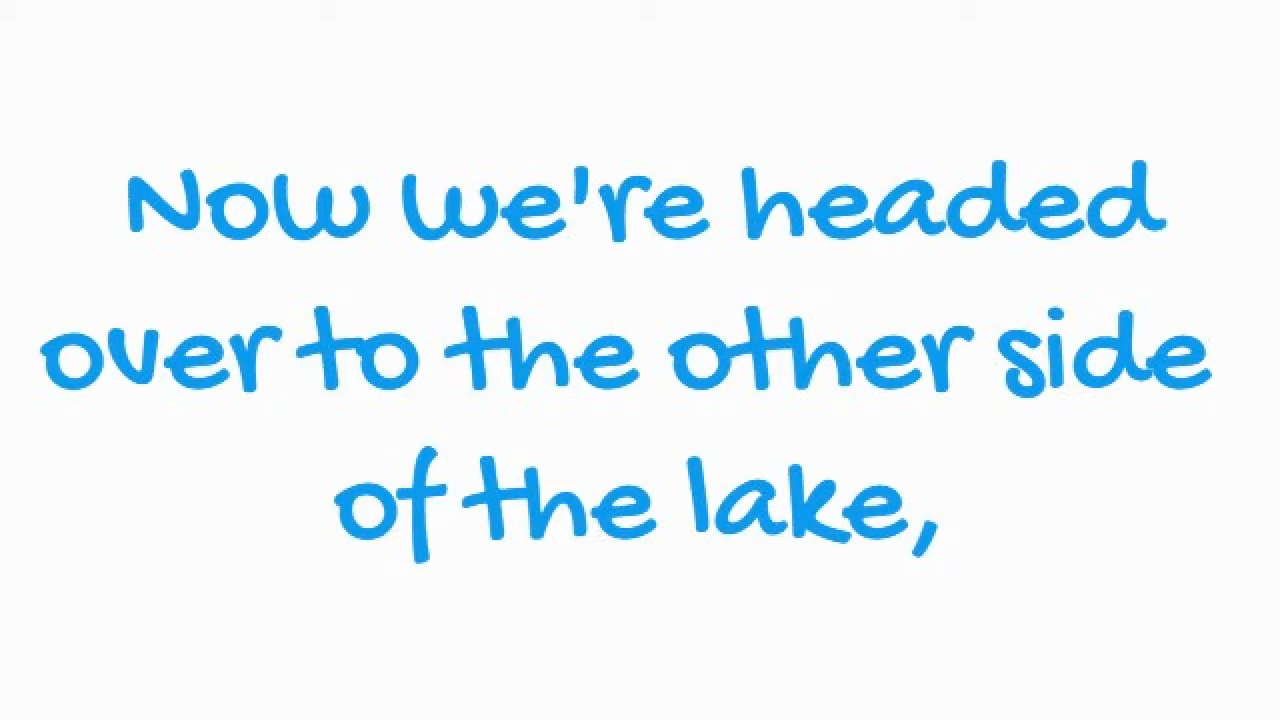 Now we're headed
over to the other side
of the lake,